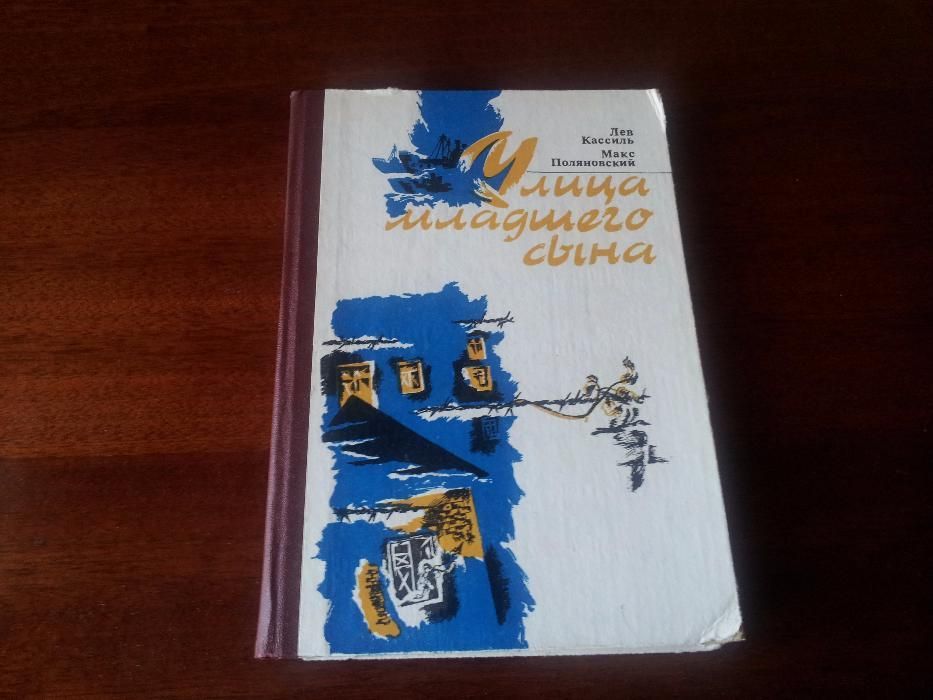 Лев
Кассиль
Макс
Поляновский
Улица
младшего
сына